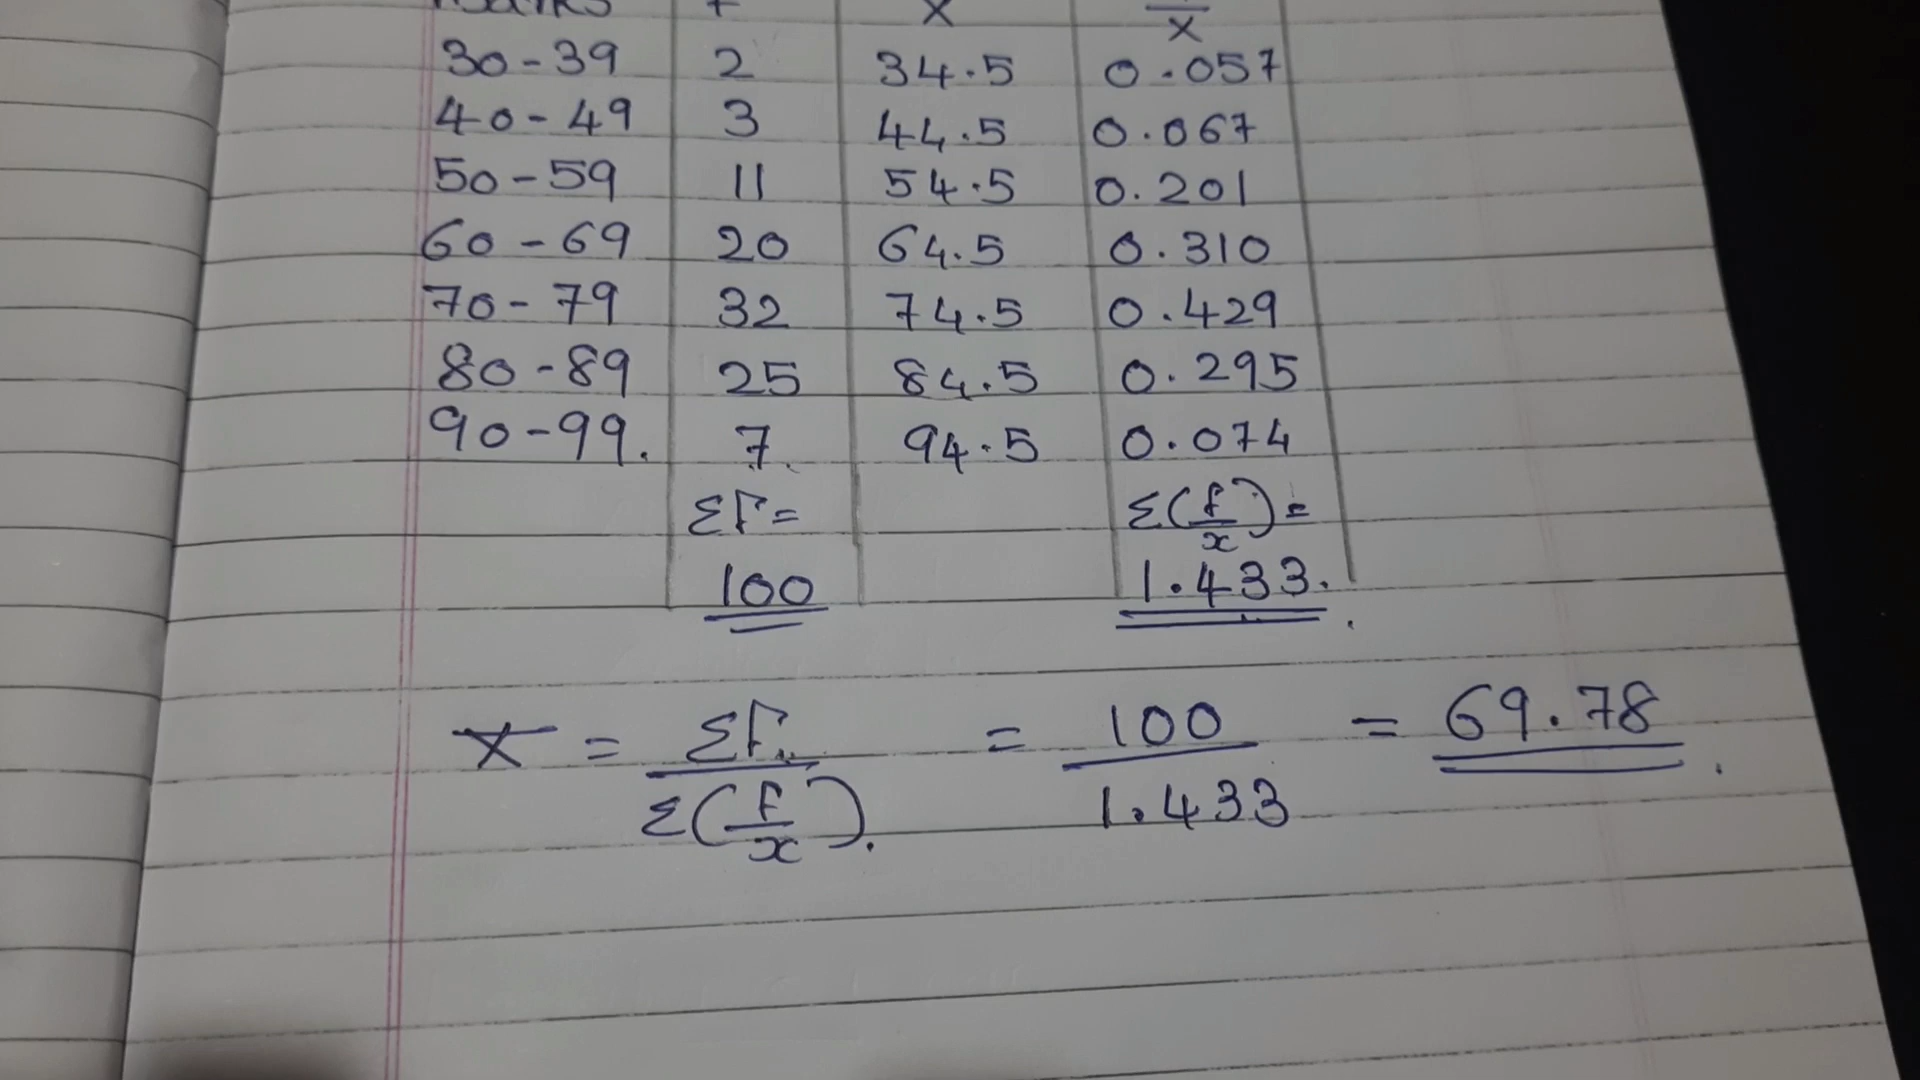 Marks f x f/x
30-39 2 34.5 0.057
40-49 3 44.5 0.067
50-59 11 54.5 0.201
60-69 20 64.5 0.310
70-79 32 74.5 0.429
80-89 25 84.5 0.295
90-99. 7 94.5 0.074
Σf= Σ(f/x)=
100 1.433.
x̄ = Σf/Σ(f/x). = 100/1.433 = 69.78.